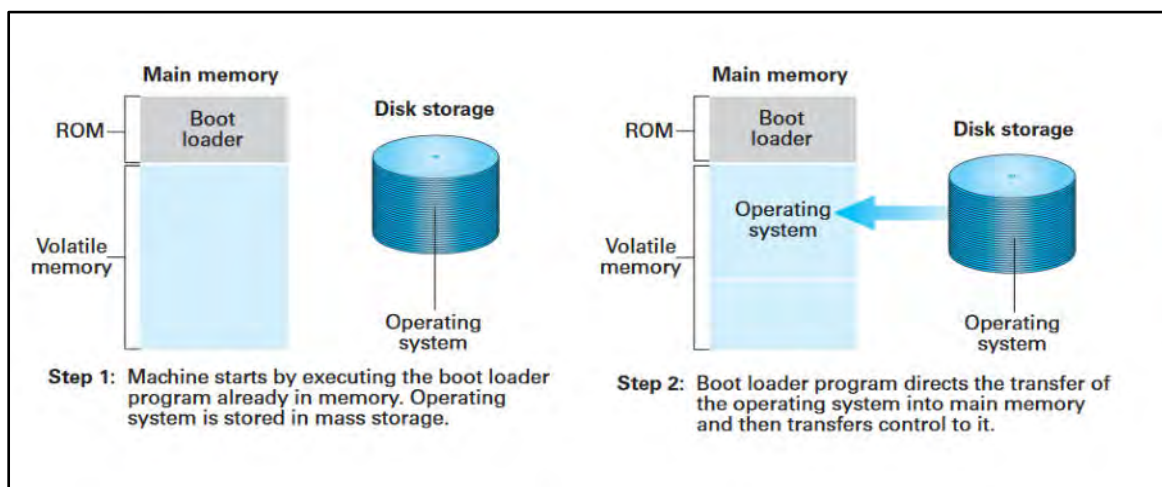 Main memory
ROM
Boot
loader
Disk storage
Volatile
memory
Operating
system
Step 1: Machine starts by executing the boot loader
program already in memory. Operating
system is stored in mass storage.
Main memory
ROM
Boot
loader
Disk storage
Operating
system
Volatile
memory
Operating
system
Step 2: Boot loader program directs the transfer of
the operating system into main memory
and then transfers control to it.